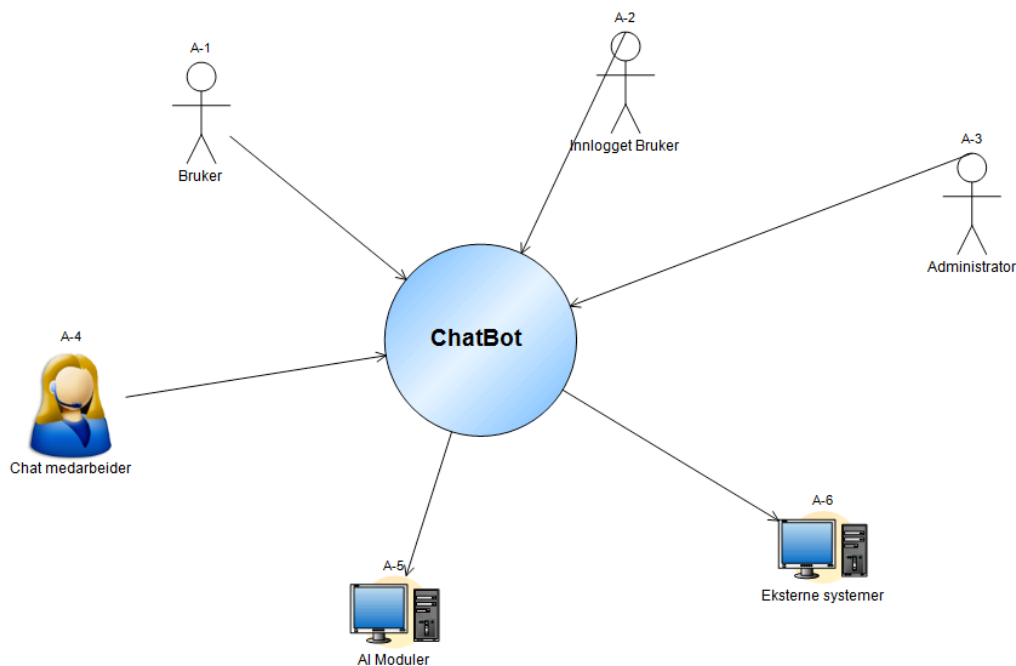 A-1
Bruker
A-2
Innlogget Bruker
A-3
Administrator
ChatBot
A-4
Chat medarbeider
A-5
AI Moduler
A-6
Eksterne systemer